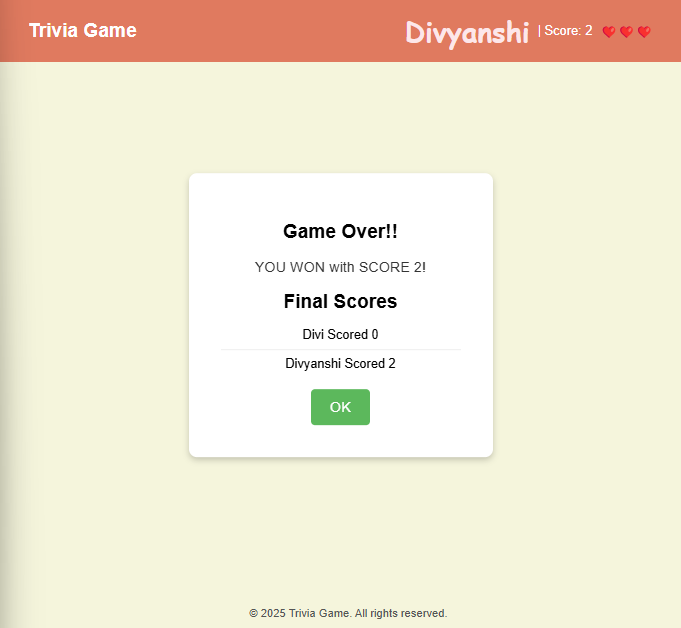 Trivia Game
Divyanshi | Score: 2 ❤️❤️❤️
Game Over!!
YOU WON with SCORE 2!
Final Scores
Divi Scored 0
Divyanshi Scored 2
OK
© 2025 Trivia Game. All rights reserved.